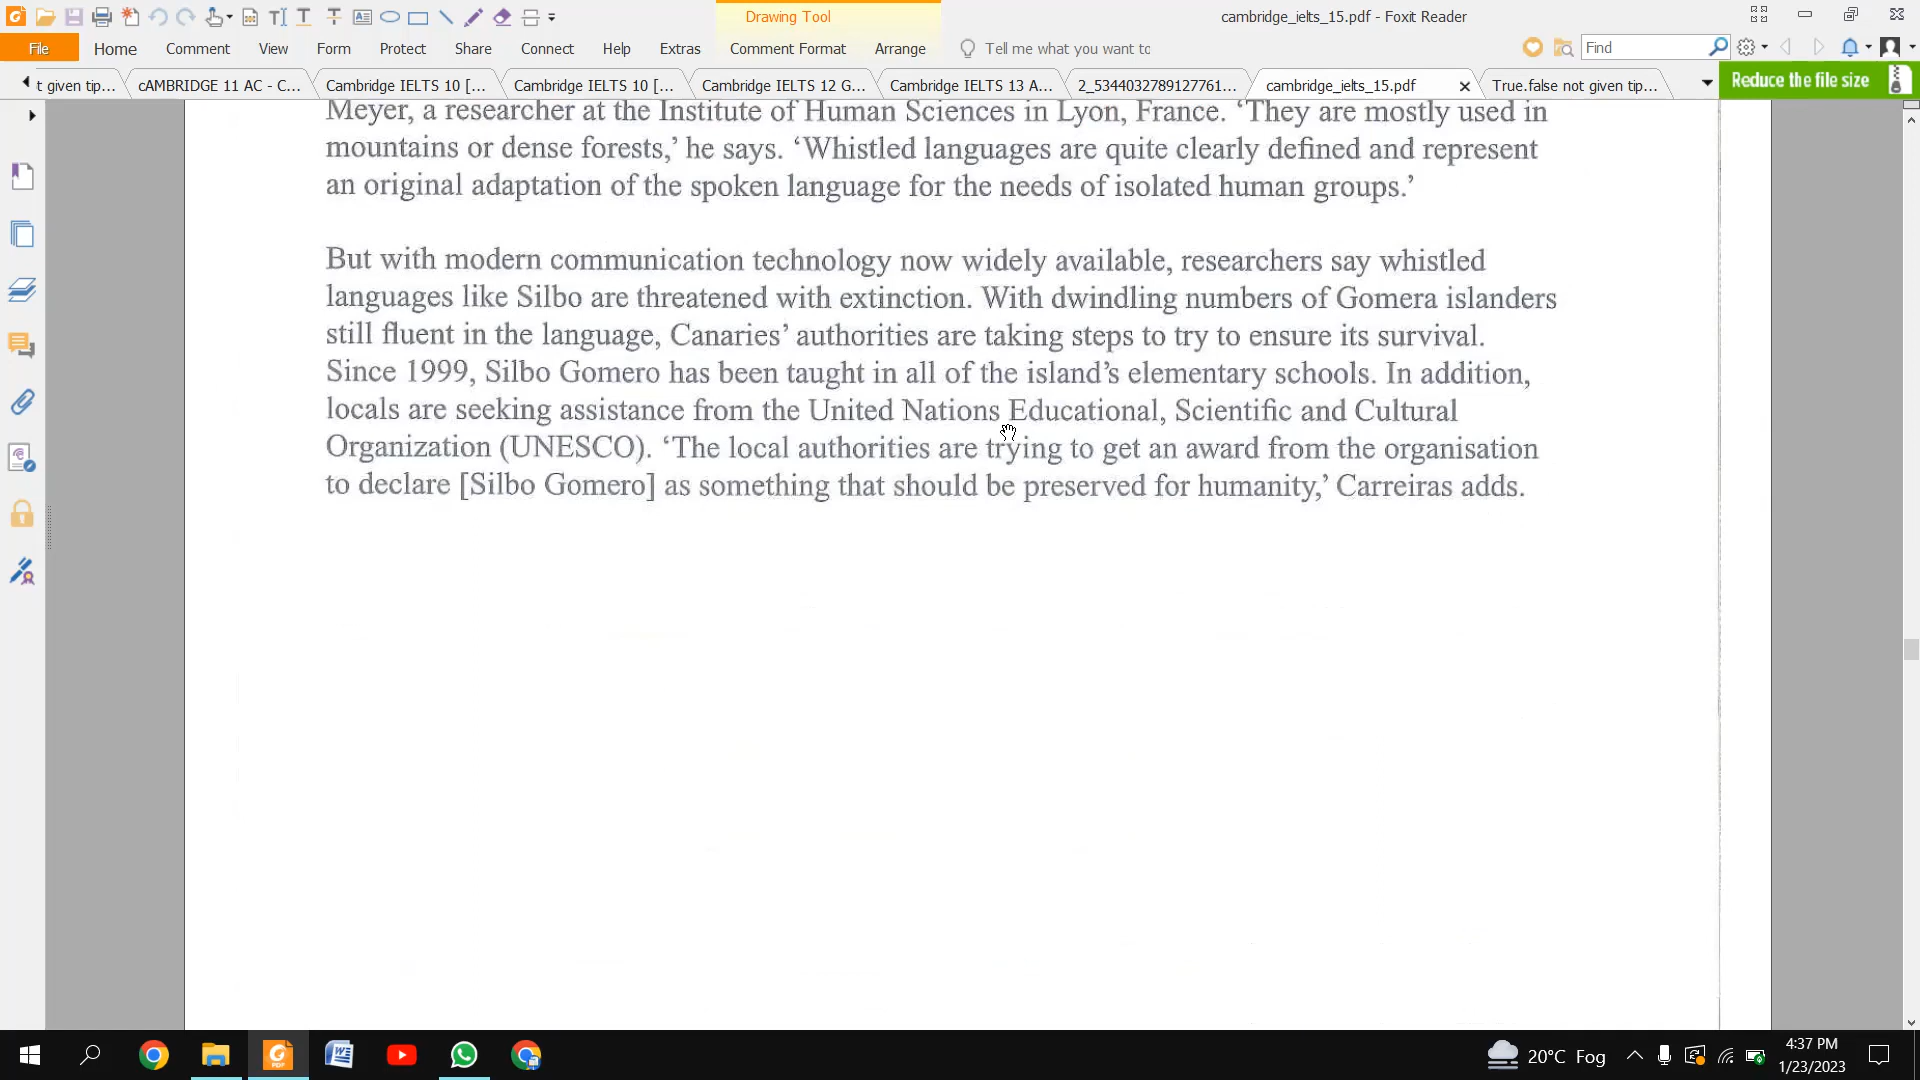 Drawing Tool
cambridge_ielts_15.pdf - Foxit Reader
File Home Comment View Form Protect Share Connect Help Extras Comment Format Arrange Tell me what you want to Find
t given tip... cAMBRIDGE 11 AC - C... Cambridge IELTS 10 [... Cambridge IELTS 10 [... Cambridge IELTS 12 G... Cambridge IELTS 13 A... 2_5344032789127761... cambridge_ielts_15.pdf True.false not given tip... Reduce the file size
Meyer, a researcher at the Institute of Human Sciences in Lyon, France. ‘They are mostly used in
mountains or dense forests,’ he says. ‘Whistled languages are quite clearly defined and represent
an original adaptation of the spoken language for the needs of isolated human groups.’
But with modern communication technology now widely available, researchers say whistled
languages like Silbo are threatened with extinction. With dwindling numbers of Gomera islanders
still fluent in the language, Canaries’ authorities are taking steps to try to ensure its survival.
Since 1999, Silbo Gomero has been taught in all of the island’s elementary schools. In addition,
locals are seeking assistance from the United Nations Educational, Scientific and Cultural
Organization (UNESCO). ‘The local authorities are trying to get an award from the organisation
to declare [Silbo Gomero] as something that should be preserved for humanity,’ Carreiras adds.
20°C Fog
4:37 PM
1/23/2023